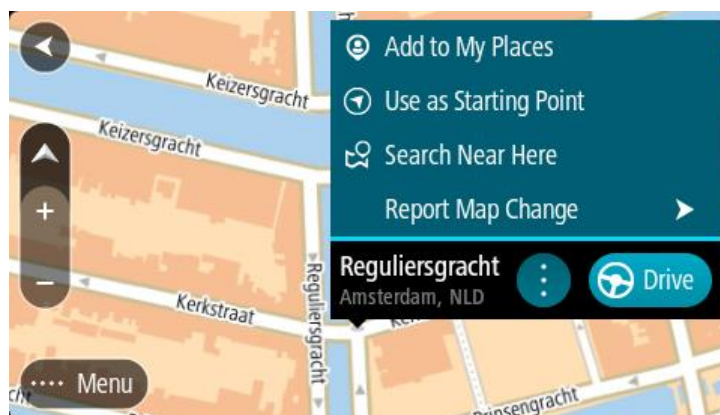 Keizersgracht
Keizersgracht
Reguliersgracht
Kerkstraat
Add to My Places
Use as Starting Point
Search Near Here
Report Map Change
Reguliersgracht
Amsterdam, NLD
Drive
Menu
Prinsengracht